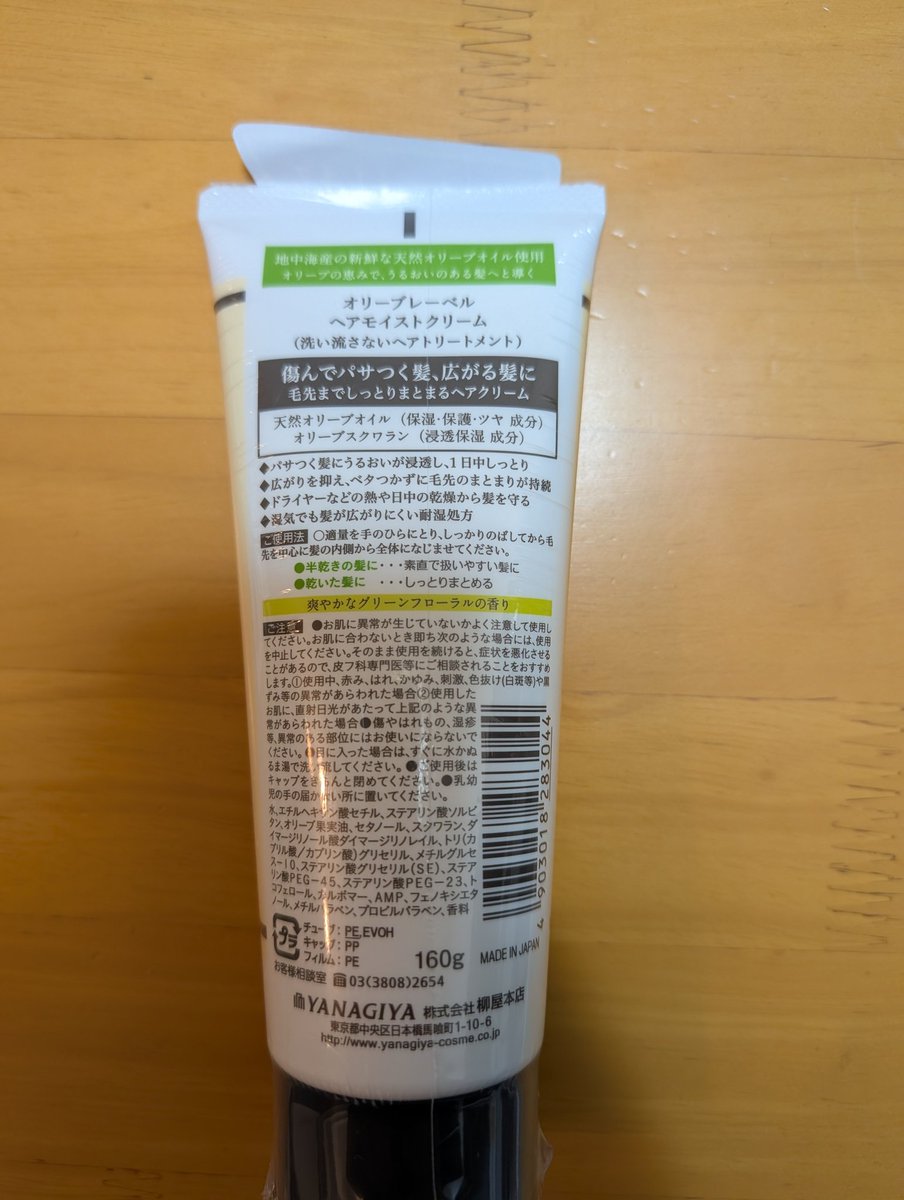 地中海産の新鮮な天然オリーブオイル使用
オリーブの恵みで、うるおいのある髪へと導く
オリーブレーベル
ヘアモイストクリーム
(洗い流さないヘアトリートメント)
傷んでパサつく髪、広がる髪に
毛先までしっとりまとまるヘアクリーム
天然オリーブオイル (保湿・保護・ツヤ 成分)
オリーブスクワラン (浸透保湿 成分)
◆パサつく髪にうるおいが浸透し、1日中しっとり
◆広がりを抑え、ベタつかずに毛先のまとまりが持続
◆ドライヤーなどの熱や日中の乾燥から髪を守る
◆湿気でも髪が広がりにくい耐湿処方
ご使用法 ○適量を手のひらにとり、しっかりのばしてから毛
先を中心に髪の内側から全体になじませてください。
●半乾きの髪に・・・素直で扱いやすい髪に
●乾いた髪に ・・・しっとりまとめる
爽やかなグリーンフローラルの香り
ご注意 ●お肌に異常が生じていないかよく注意して使用し
てください。お肌に合わないとき即ち次のような場合には、使用
を中止してください。そのまま使用を続けると、症状を悪化させる
ことがあるので、皮フ科専門医等にご相談されることをおすすめ
します。①使用中、赤み、はれ、かゆみ、刺激、色抜け(白斑等)や黒
ずみ等の異常があらわれた場合②使用した
お肌に、直射日光があたって上記のような異
常があらわれた場合●傷やはれもの、湿疹
等、異常のある部位にはお使いにならないで
ください。●目に入った場合は、すぐに水かぬ
るま湯で洗い流してください。●ご使用後は
キャップをきちんと閉めてください。●乳幼
児の手の届かない所に置いてください。
水、エチルヘキサン酸セチル、ステアリン酸ソルビ
タン、オリーブ果実油、セタノール、スクワラン、ダ
イマージリノール酸ダイマージリノレイル、トリ(カ
プリル酸/カプリン酸)グリセリル、メチルグルセ
ス-10、ステアリン酸グリセリル(SE)、ステア
リン酸PEG-45、ステアリン酸PEG-23、ト
コフェロール、カルボマー、AMP、フェノキシエタ
ノール、メチルパラベン、プロピルパラベン、香料
4 903018 283044
プラ
チューブ: PE,EVOH
キャップ: PP
フィルム: PE
160g
MADE IN JAPAN
お客様相談室 ☎03(3808)2654
YANAGIYA 株式会社 柳屋本店
東京都中央区日本橋馬喰町1-10-6
http://www.yanagiya-cosme.co.jp